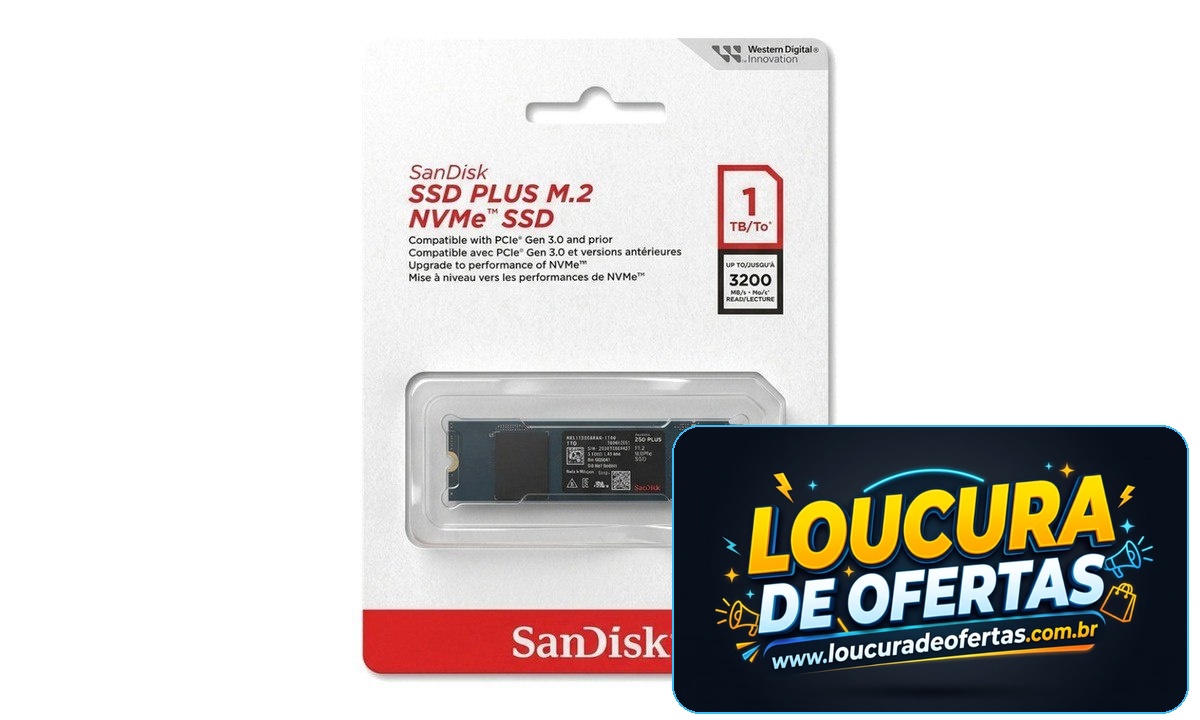 Western Digital®
Innovation
SanDisk
SSD PLUS M.2
NVMe™ SSD
Compatible with PCIe® Gen 3.0 and prior
Compatible avec PCIe® Gen 3.0 et versions antérieures
Upgrade to performance of NVMe™
Mise à niveau vers les performances de NVMe™
1
TB/To*
UP TO/JUSQU'À
3200
MB/s • Mo/s*
READ/LECTURE
250 PLUS
M.2
SanDisk
SanDisk
LOUCURA
DE OFERTAS
www.loucuradeofertas.com.br